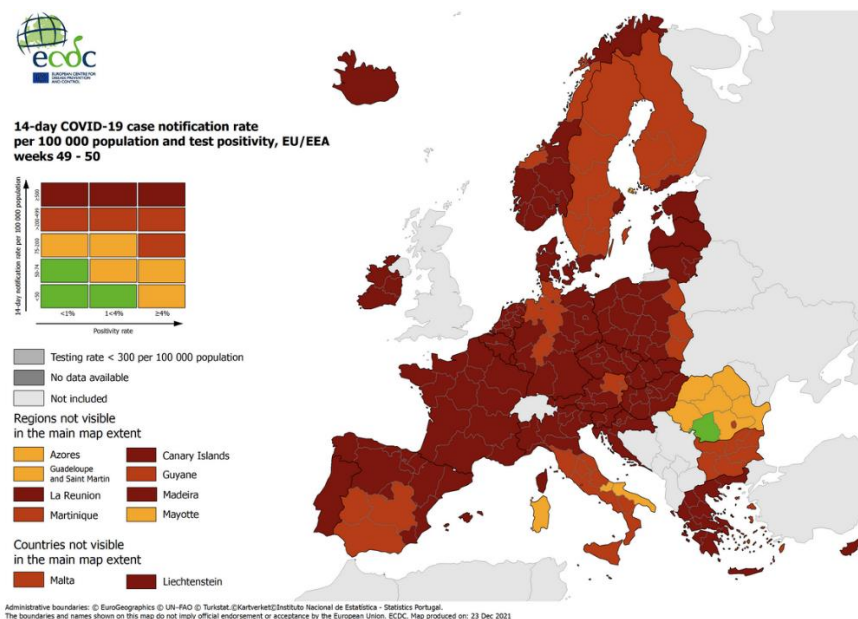 ecdc
EUROPEAN CENTRE FOR
DISEASE PREVENTION
AND CONTROL
14-day COVID-19 case notification rate
per 100 000 population and test positivity, EU/EEA
weeks 49 - 50
14-day notification rate per 100 000 population
≥500
>200-499
75-200
50-74
<50
<1%
1<4%
≥4%
Positivity rate
Testing rate < 300 per 100 000 population
No data available
Not included
Regions not visible
in the main map extent
Azores
Canary Islands
Guadeloupe
and Saint Martin
Guyane
La Reunion
Madeira
Martinique
Mayotte
Countries not visible
in the main map extent
Malta
Liechtenstein
Administrative boundaries: © EuroGeographics © UN–FAO © Turkstat.©Kartverket©Instituto Nacional de Estatística - Statistics Portugal.
The boundaries and names shown on this map do not imply official endorsement or acceptance by the European Union. ECDC. Map produced on: 23 Dec 2021